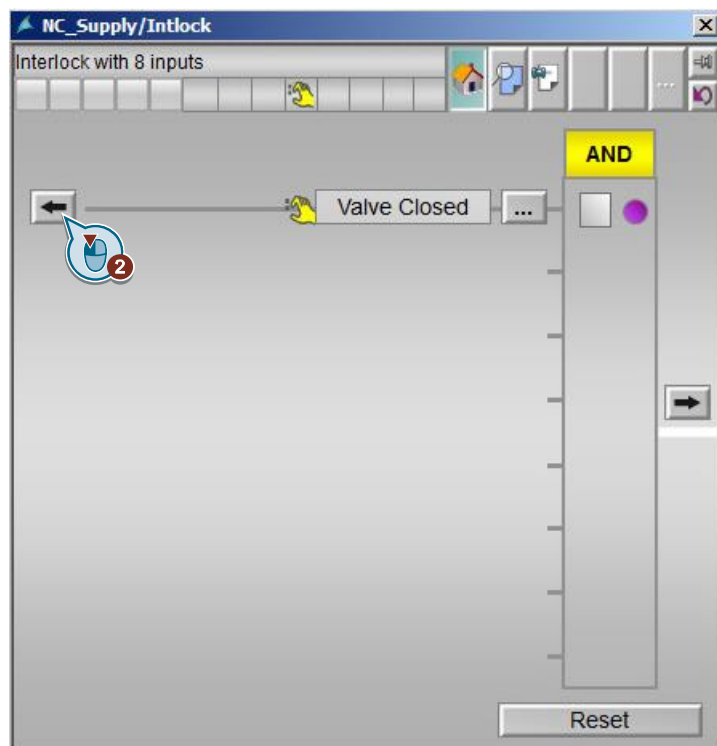 NC_Supply/Intlock
Interlock with 8 inputs
...
AND
Valve Closed
...
2
Reset